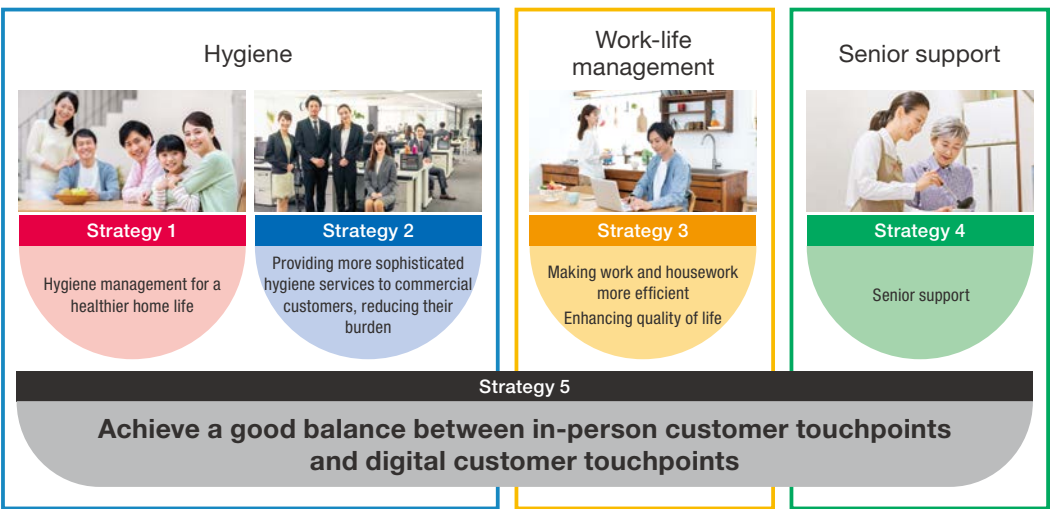 Hygiene
Strategy 1
Hygiene management for a
healthier home life
Strategy 2
Providing more sophisticated
hygiene services to commercial
customers, reducing their
burden
Work-life
management
Strategy 3
Making work and housework
more efficient
Enhancing quality of life
Senior support
Strategy 4
Senior support
Strategy 5
Achieve a good balance between in-person customer touchpoints
and digital customer touchpoints